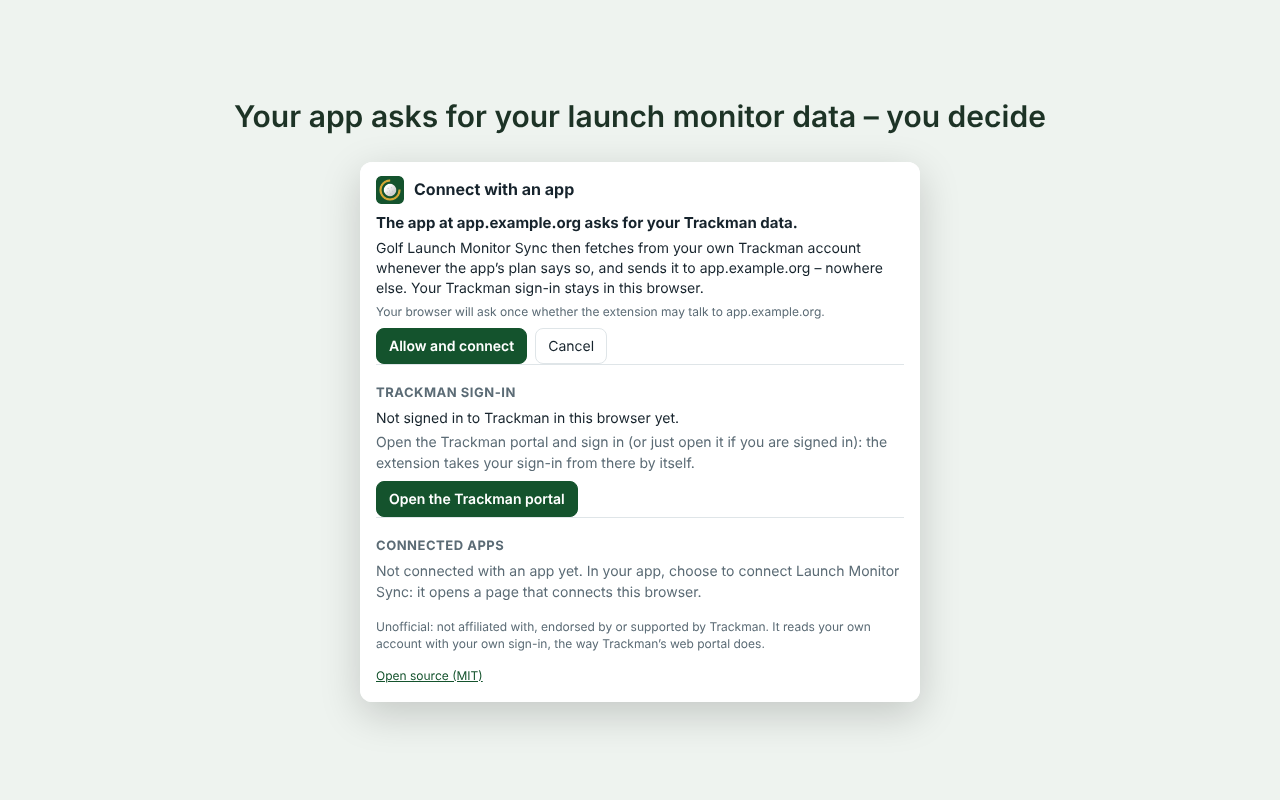 Your app asks for your launch monitor data – you decide
Connect with an app
The app at app.example.org asks for your Trackman data.
Golf Launch Monitor Sync then fetches from your own Trackman account
whenever the app’s plan says so, and sends it to app.example.org – nowhere
else. Your Trackman sign-in stays in this browser.
Your browser will ask once whether the extension may talk to app.example.org.
Allow and connect
Cancel
TRACKMAN SIGN-IN
Not signed in to Trackman in this browser yet.
Open the Trackman portal and sign in (or just open it if you are signed in): the
extension takes your sign-in from there by itself.
Open the Trackman portal
CONNECTED APPS
Not connected with an app yet. In your app, choose to connect Launch Monitor
Sync: it opens a page that connects this browser.
Unofficial: not affiliated with, endorsed by or supported by Trackman. It reads your own
account with your own sign-in, the way Trackman’s web portal does.
Open source (MIT)